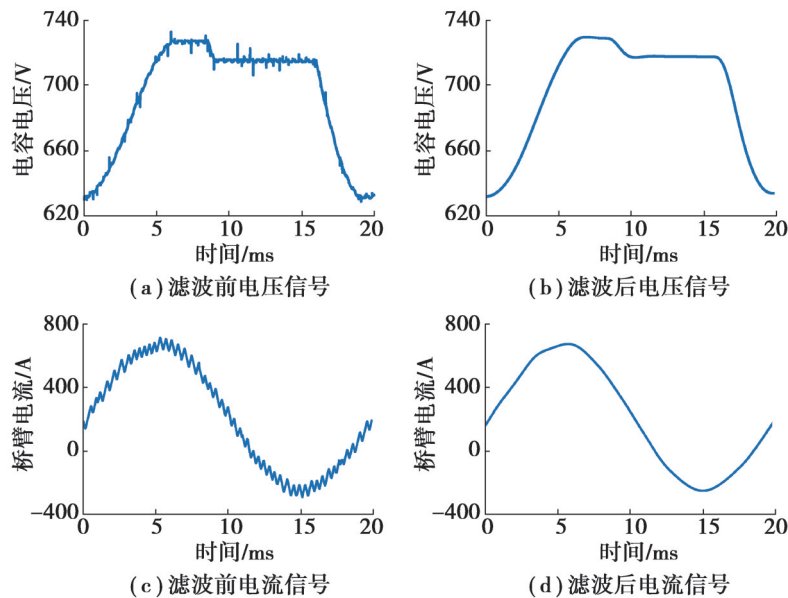 740
700
660
620
电容电压/V
0 5 10 15 20
时间/ms
(a)滤波前电压信号
740
700
660
620
电容电压/V
0 5 10 15 20
时间/ms
(b)滤波后电压信号
800
400
0
-400
桥臂电流/A
0 5 10 15 20
时间/ms
(c)滤波前电流信号
800
400
0
-400
桥臂电流/A
0 5 10 15 20
时间/ms
(d)滤波后电流信号